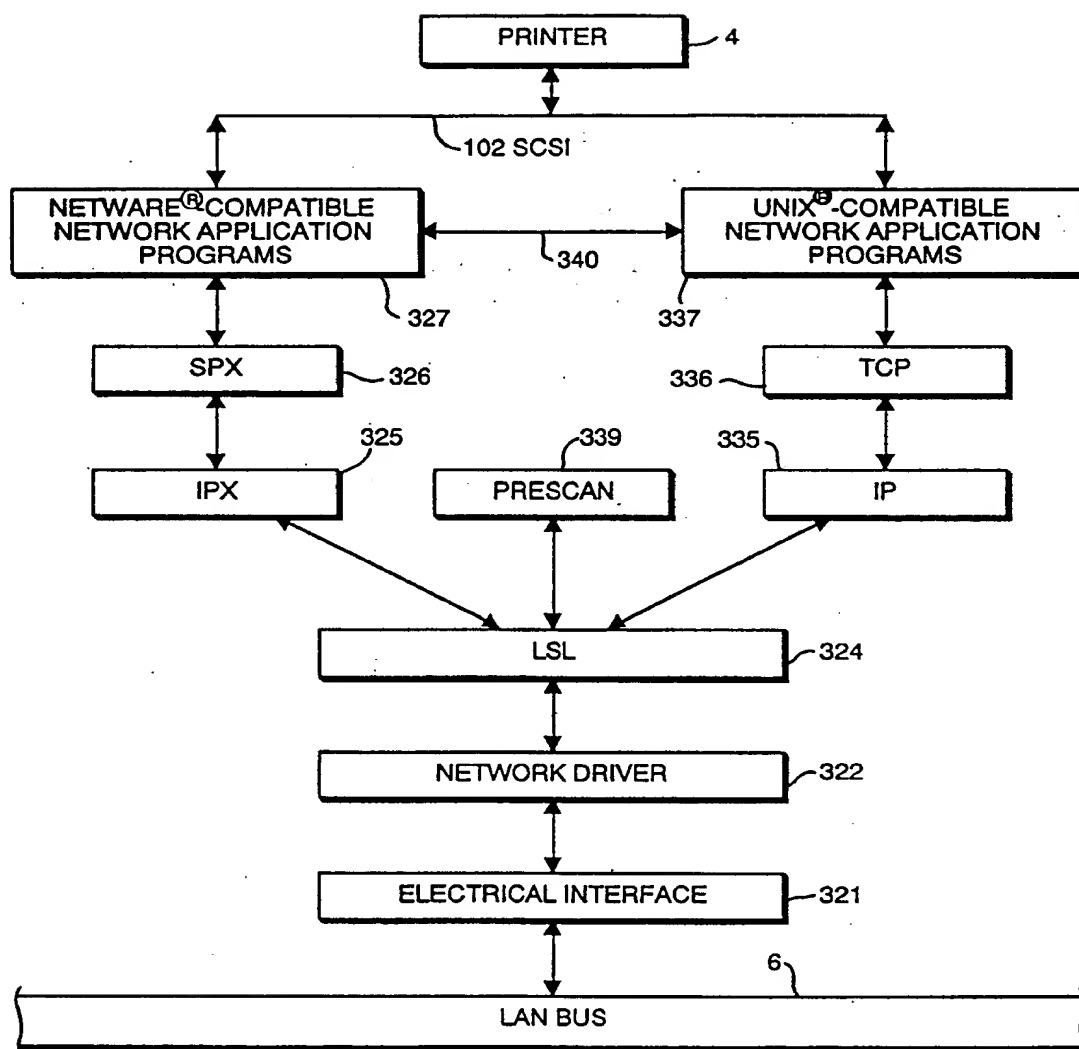 PRINTER
4
102 SCSI
NETWARE®-COMPATIBLE
NETWORK APPLICATION
PROGRAMS
UNIX®-COMPATIBLE
NETWORK APPLICATION
PROGRAMS
340
327
337
SPX
326
336
TCP
325
339
335
IPX
PRESCAN
IP
LSL
324
NETWORK DRIVER
322
ELECTRICAL INTERFACE
321
6
LAN BUS